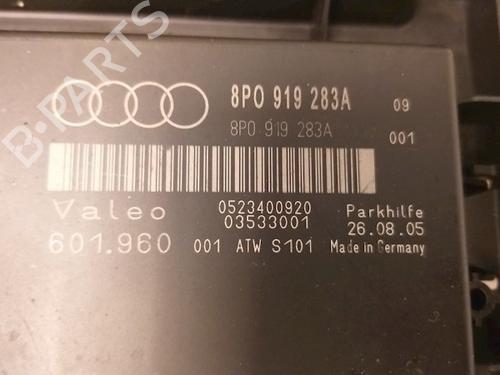 8P0 919 283A 09
8P0 919 283A 001
Valeo 0523400920 Parkhilfe
03533001 26.08.05
601.960 001 ATW S101 Made in Germany
B-PARTS